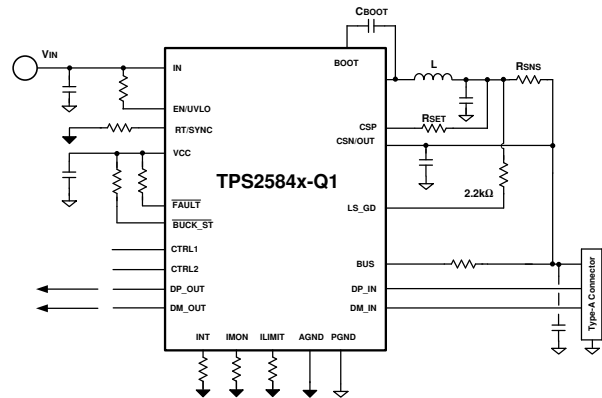 CBOOT
VIN
BOOT
L
RSNS
IN
EN/UVLO
RT/SYNC
VCC
FAULT
BUCK_ST
CTRL1
CTRL2
DP_OUT
DM_OUT
TPS2584x-Q1
CSP
RSET
CSN/OUT
2.2kΩ
LS_GD
BUS
DP_IN
DM_IN
Type-A Connector
INT
IMON
ILIMIT
AGND
PGND